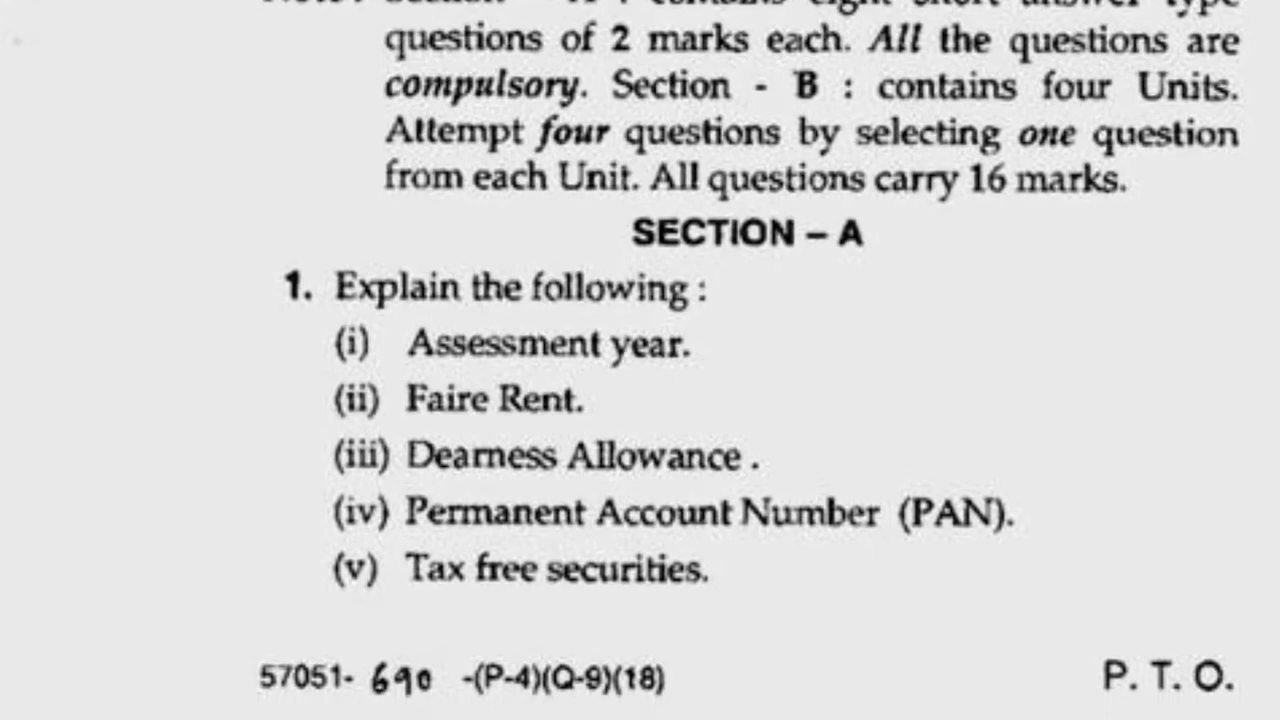 questions of 2 marks each. All the questions are
compulsory. Section - B : contains four Units.
Attempt four questions by selecting one question
from each Unit. All questions carry 16 marks.
SECTION – A
1. Explain the following :
(i) Assessment year.
(ii) Faire Rent.
(iii) Dearness Allowance .
(iv) Permanent Account Number (PAN).
(v) Tax free securities.
57051- 690 -(P-4)(Q-9)(18)
P. T. O.